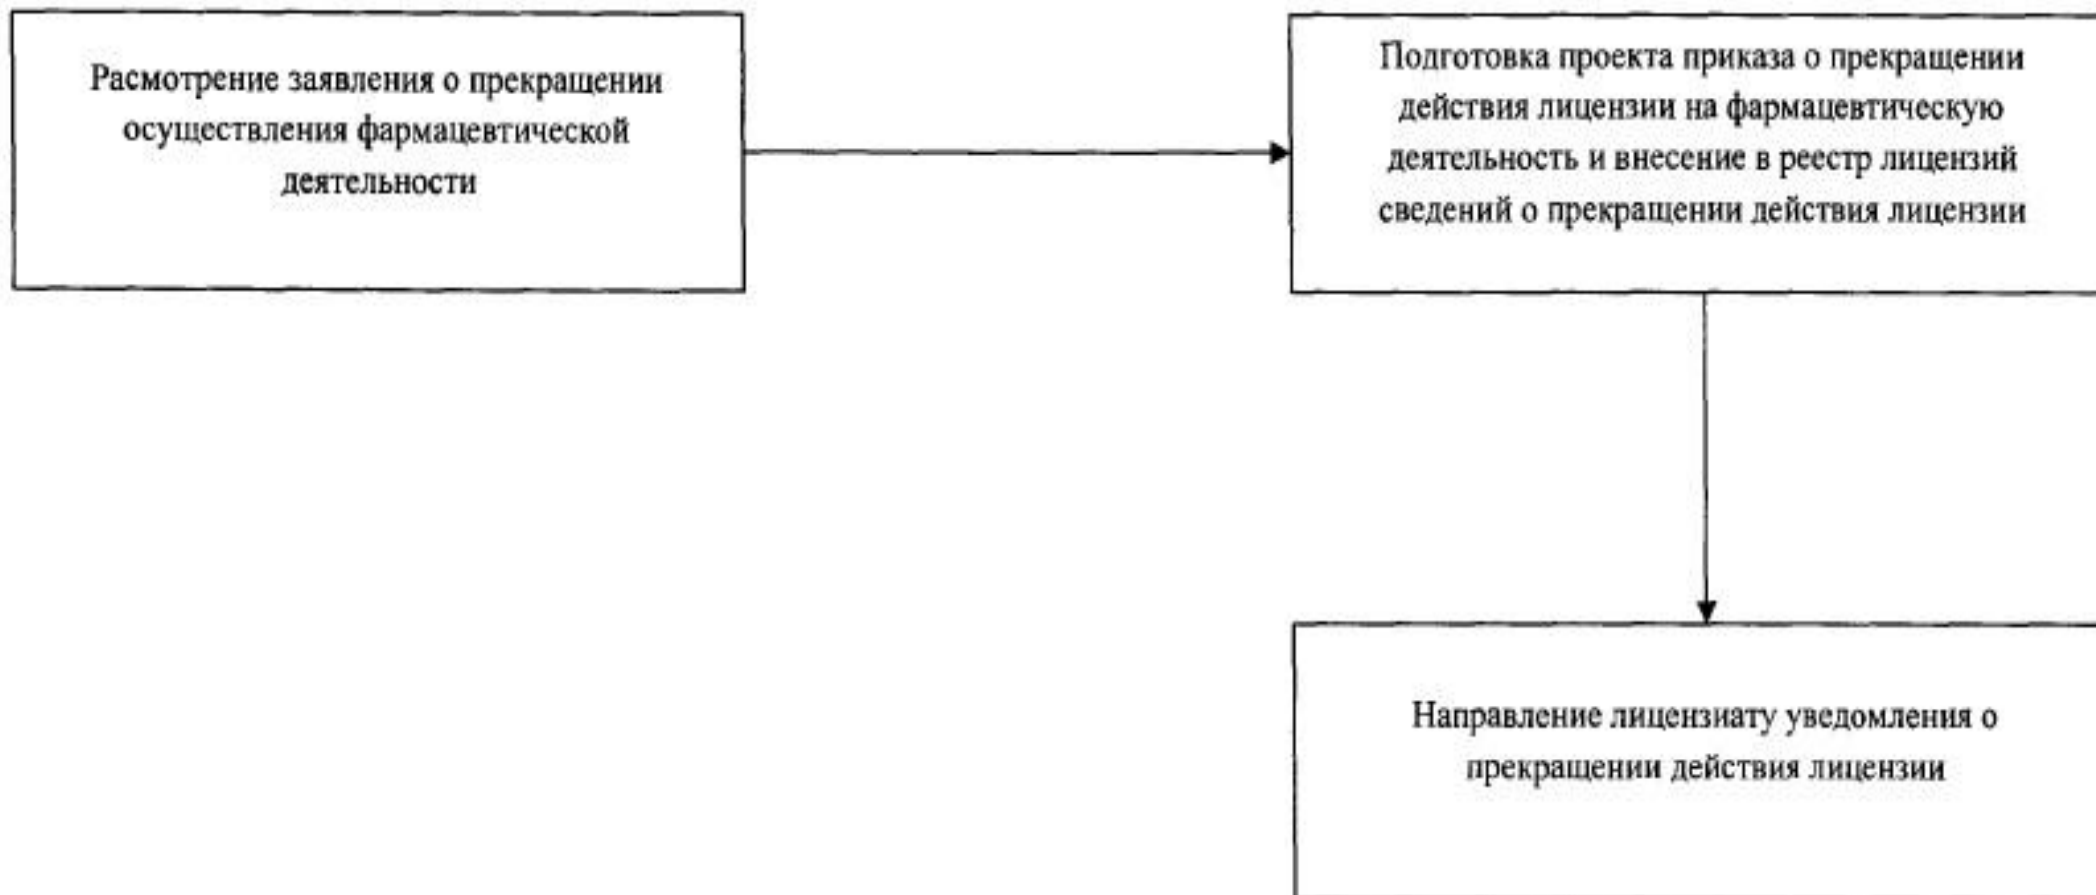 Расмотрение заявления о прекращении
осуществления фармацевтической
деятельности
Подготовка проекта приказа о прекращении
действия лицензии на фармацевтическую
деятельность и внесение в реестр лицензий
сведений о прекращении действия лицензии
Направление лицензиату уведомления о
прекращении действия лицензии